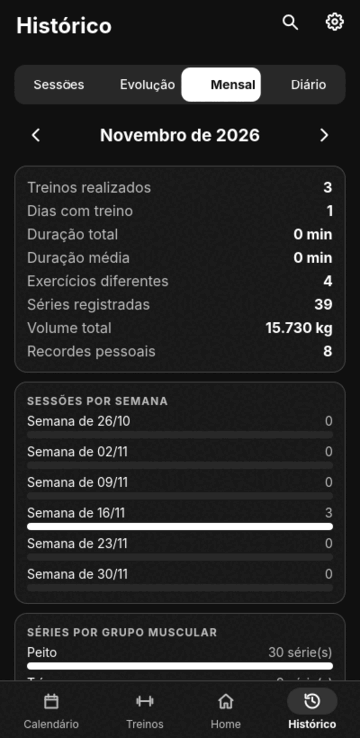 Histórico
Sessões Evolução Mensal Diário
Novembro de 2026
Treinos realizados 3
Dias com treino 1
Duração total 0 min
Duração média 0 min
Exercícios diferentes 4
Séries registradas 39
Volume total 15.730 kg
Recordes pessoais 8
SESSÕES POR SEMANA
Semana de 26/10 0
Semana de 02/11 0
Semana de 09/11 0
Semana de 16/11 3
Semana de 23/11 0
Semana de 30/11 0
SÉRIES POR GRUPO MUSCULAR
Peito 30 série(s)
Calendário Treinos Home Histórico